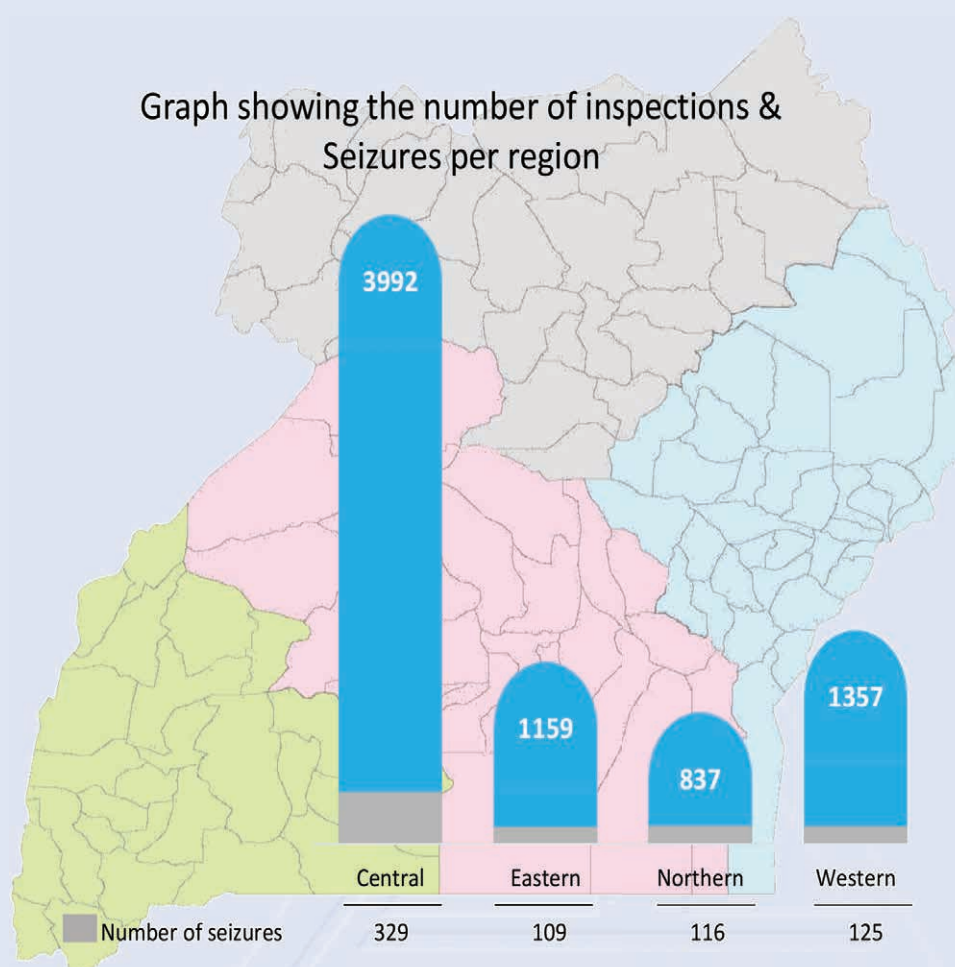 Graph showing the number of inspections &
Seizures per region
3992
1159
837
1357
Central Eastern Northern Western
Number of seizures 329 109 116 125